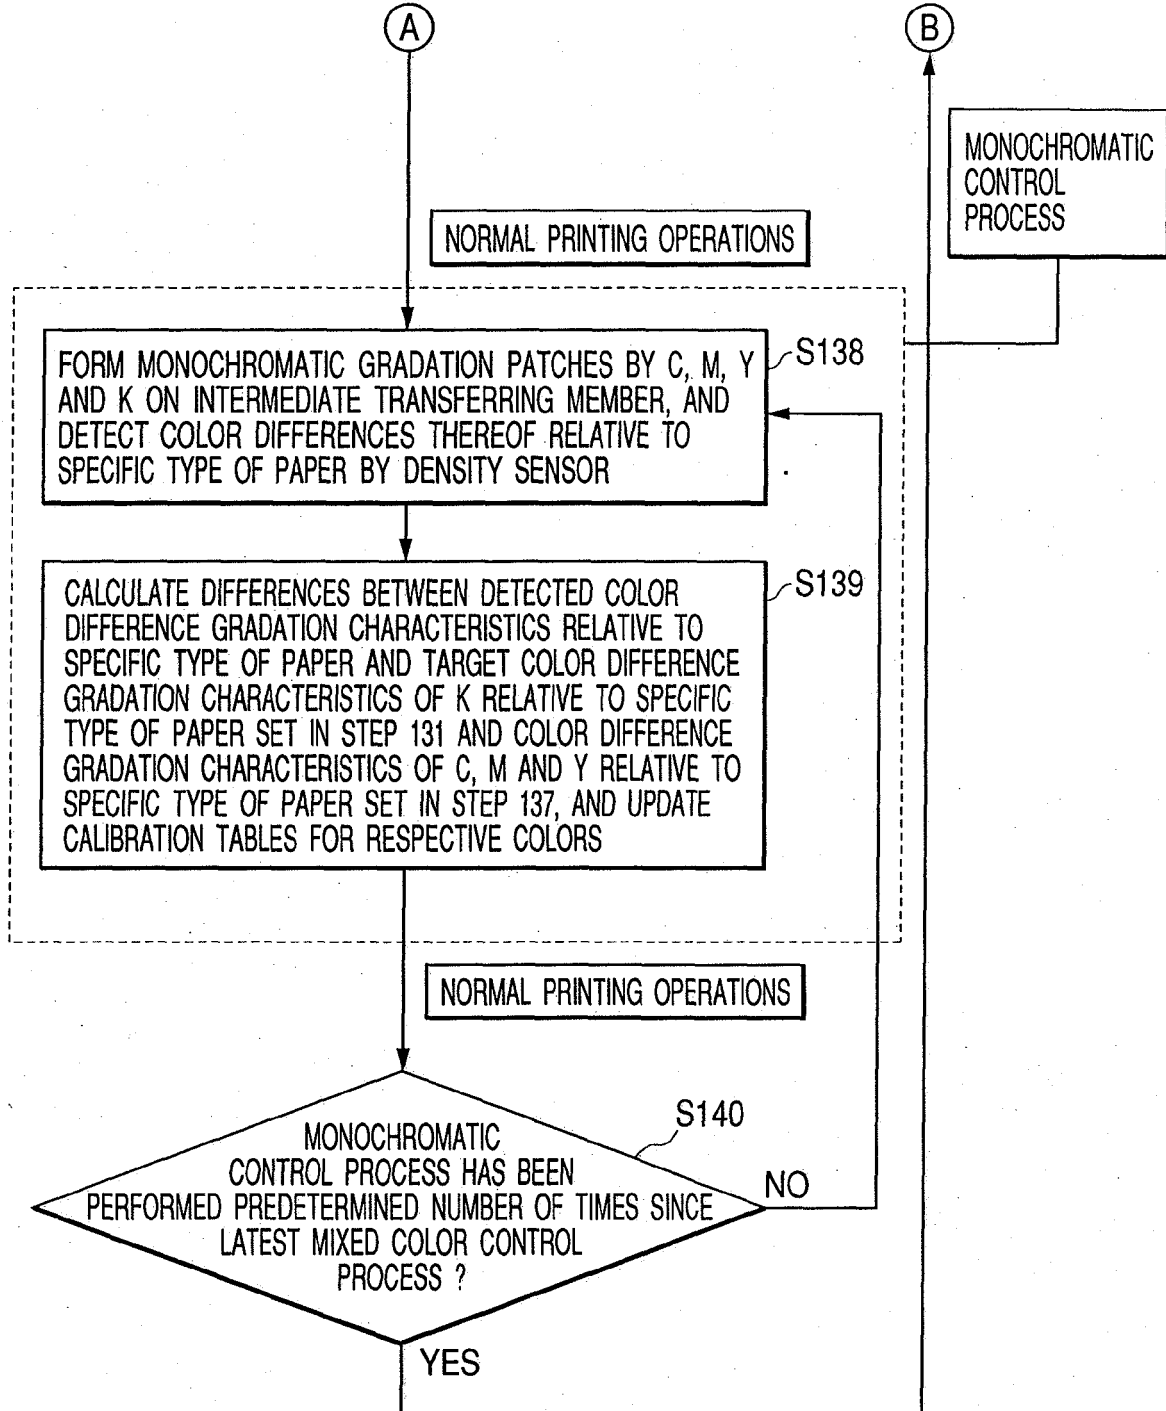 A
B
MONOCHROMATIC
CONTROL
PROCESS
NORMAL PRINTING OPERATIONS
S138
FORM MONOCHROMATIC GRADATION PATCHES BY C, M, Y
AND K ON INTERMEDIATE TRANSFERRING MEMBER, AND
DETECT COLOR DIFFERENCES THEREOF RELATIVE TO
SPECIFIC TYPE OF PAPER BY DENSITY SENSOR
S139
CALCULATE DIFFERENCES BETWEEN DETECTED COLOR
DIFFERENCE GRADATION CHARACTERISTICS RELATIVE TO
SPECIFIC TYPE OF PAPER AND TARGET COLOR DIFFERENCE
GRADATION CHARACTERISTICS OF K RELATIVE TO SPECIFIC
TYPE OF PAPER SET IN STEP 131 AND COLOR DIFFERENCE
GRADATION CHARACTERISTICS OF C, M AND Y RELATIVE TO
SPECIFIC TYPE OF PAPER SET IN STEP 137, AND UPDATE
CALIBRATION TABLES FOR RESPECTIVE COLORS
NORMAL PRINTING OPERATIONS
S140
MONOCHROMATIC
CONTROL PROCESS HAS BEEN
PERFORMED PREDETERMINED NUMBER OF TIMES SINCE
LATEST MIXED COLOR CONTROL
PROCESS ?
NO
YES